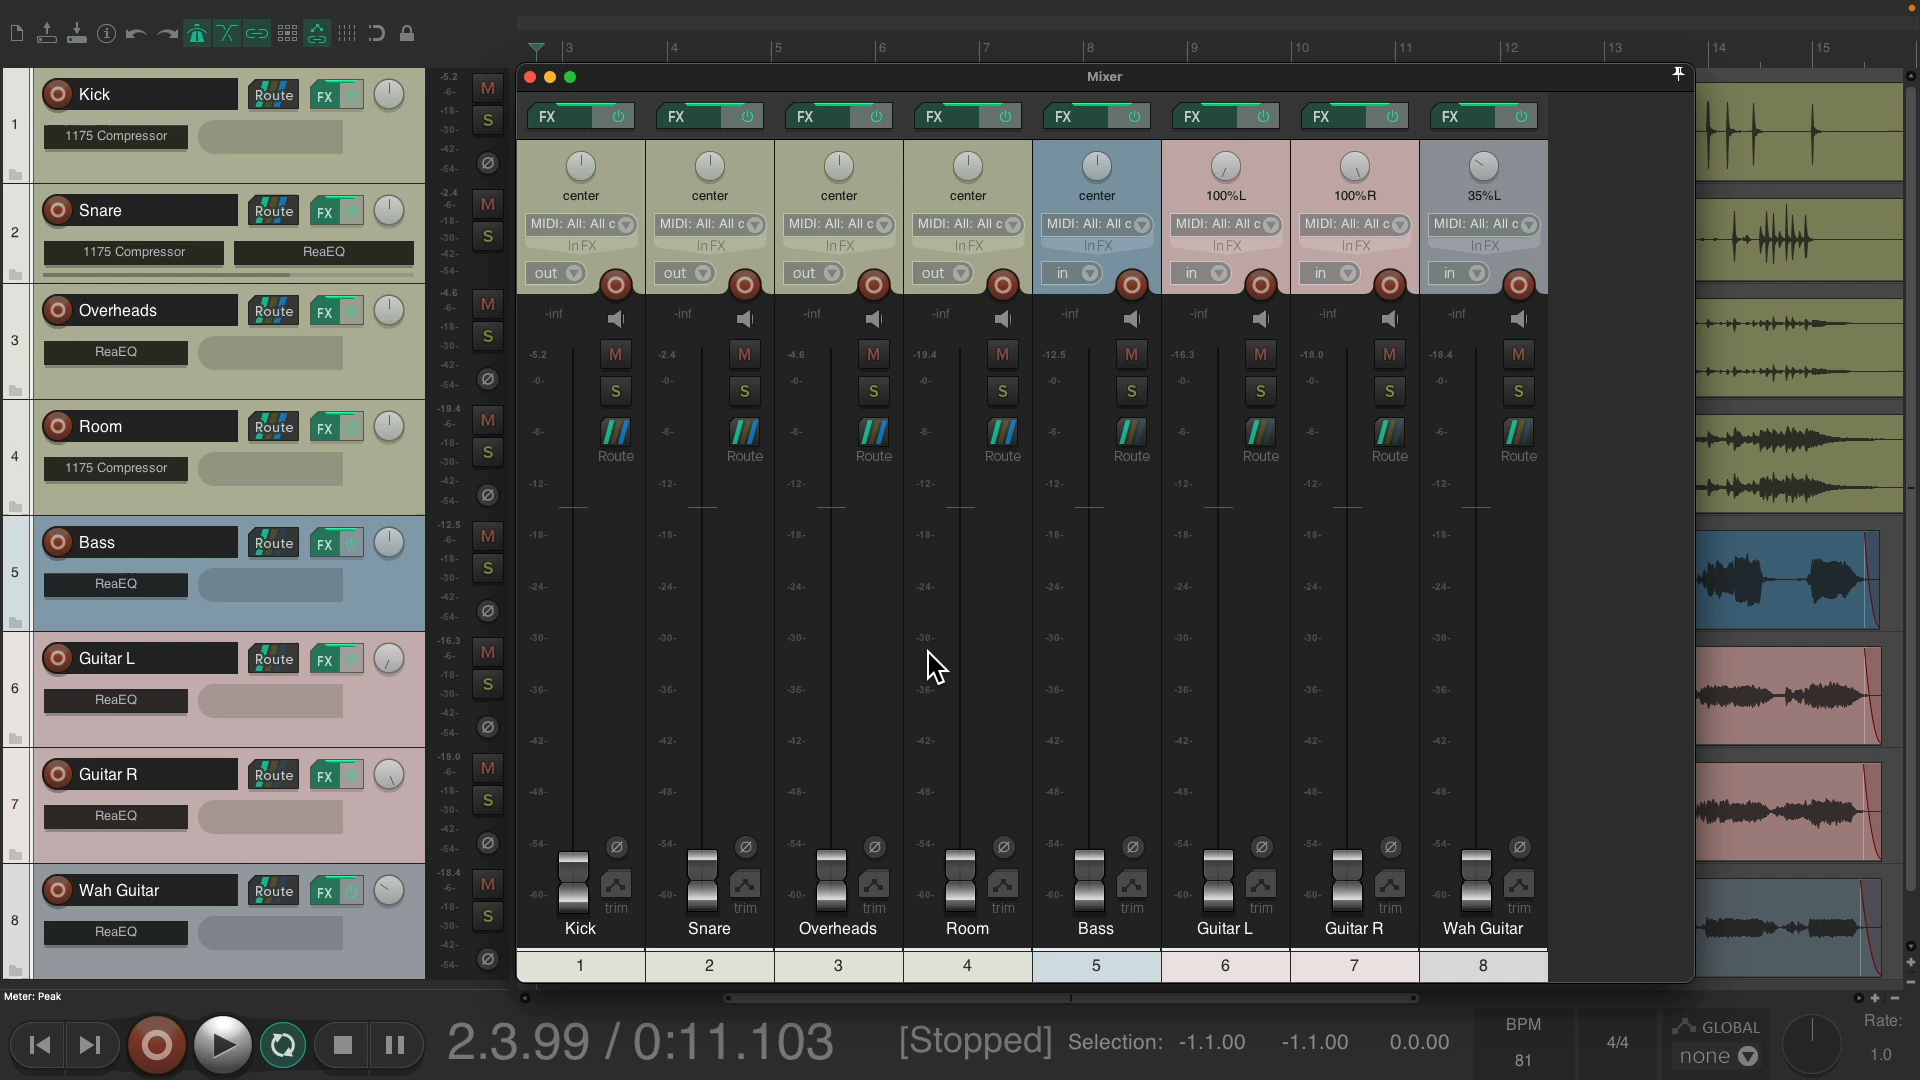 3 4 5 6 7 8 9 10 11 12 13 14 15
Mixer
1 Kick Route FX
1175 Compressor
2 Snare Route FX
1175 Compressor ReaEQ
3 Overheads Route FX
ReaEQ
4 Room Route FX
1175 Compressor
5 Bass Route FX
ReaEQ
6 Guitar L Route FX
ReaEQ
7 Guitar R Route FX
ReaEQ
8 Wah Guitar Route FX
ReaEQ
-5.2 M
-6-
-18- S
-30-
-42-
-54-
-2.4 M
-6-
-18- S
-30-
-42-
-54-
-4.6 M
-6-
-18- S
-30-
-42-
-54-
-19.4 M
-6-
-18- S
-30-
-42-
-54-
-12.5 M
-6-
-18- S
-30-
-42-
-54-
-16.3 M
-6-
-18- S
-30-
-42-
-54-
-18.0 M
-6-
-18- S
-30-
-42-
-54-
-18.4 M
-6-
-18- S
-30-
-42-
-54-
FX FX FX FX FX FX FX FX
center center center center center 100%L 100%R 35%L
MIDI: All: All c MIDI: All: All c MIDI: All: All c MIDI: All: All c MIDI: All: All c MIDI: All: All c MIDI: All: All c MIDI: All: All c
In FX In FX In FX In FX In FX In FX In FX In FX
out out out out in in in in
-inf -inf -inf -inf -inf -inf -inf -inf
-5.2 M -2.4 M -4.6 M -19.4 M -12.5 M -16.3 M -18.0 M -18.4 M
-0- S -0- S -0- S -0- S -0- S -0- S -0- S -0- S
-6- -6- -6- -6- -6- -6- -6- -6-
Route Route Route Route Route Route Route Route
-12- -12- -12- -12- -12- -12- -12- -12-
-18- -18- -18- -18- -18- -18- -18- -18-
-24- -24- -24- -24- -24- -24- -24- -24-
-30- -30- -30- -30- -30- -30- -30- -30-
-36- -36- -36- -36- -36- -36- -36- -36-
-42- -42- -42- -42- -42- -42- -42- -42-
-48- -48- -48- -48- -48- -48- -48- -48-
-54- -54- -54- -54- -54- -54- -54- -54-
-60- -60- -60- -60- -60- -60- -60- -60-
trim trim trim trim trim trim trim trim
Kick Snare Overheads Room Bass Guitar L Guitar R Wah Guitar
1 2 3 4 5 6 7 8
Meter: Peak
2.3.99 / 0:11.103 [Stopped] Selection: -1.1.00 -1.1.00 0.0.00
BPM
81
4/4
GLOBAL
none
Rate:
1.0